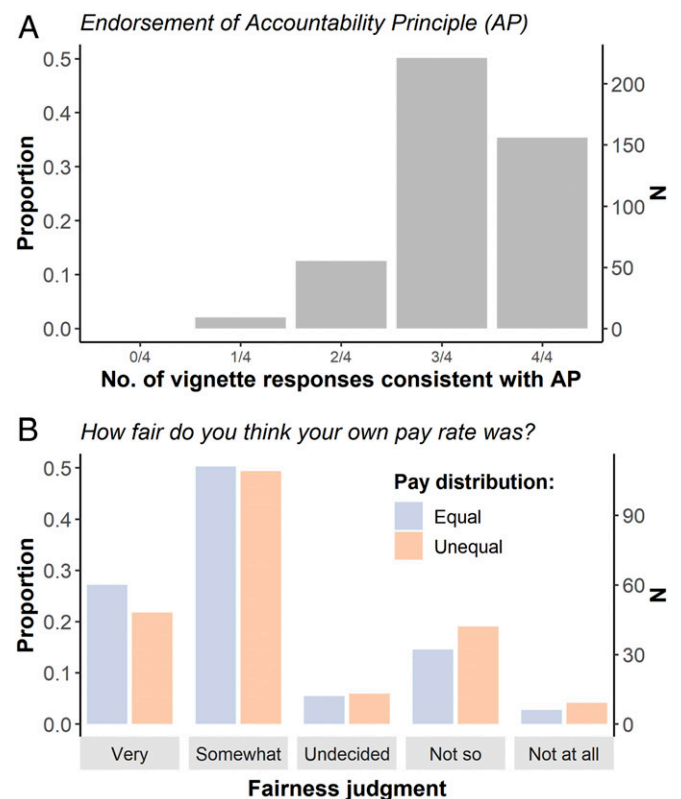 A
Endorsement of Accountability Principle (AP)
Proportion
0.5
0.4
0.3
0.2
0.1
0.0
200
150
100
50
0
N
0/4 1/4 2/4 3/4 4/4
No. of vignette responses consistent with AP
B
How fair do you think your own pay rate was?
Proportion
0.5
0.4
0.3
0.2
0.1
0.0
Pay distribution:
Equal
Unequal
90
60
30
0
N
Very Somewhat Undecided Not so Not at all
Fairness judgment